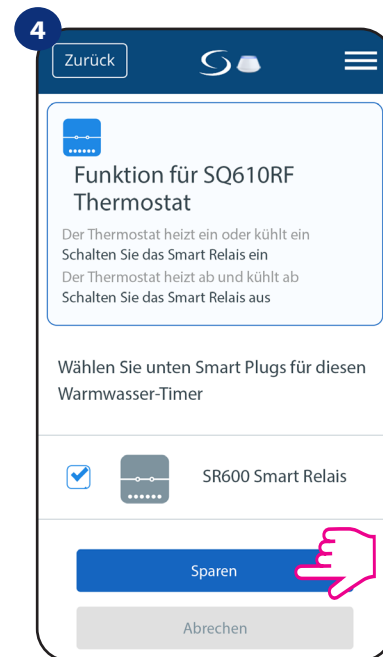 4
Zurück
Funktion für SQ610RF
Thermostat
Der Thermostat heizt ein oder kühlt ein
Schalten Sie das Smart Relais ein
Der Thermostat heizt ab und kühlt ab
Schalten Sie das Smart Relais aus
Wählen Sie unten Smart Plugs für diesen
Warmwasser-Timer
SR600 Smart Relais
Sparen
Abrechen